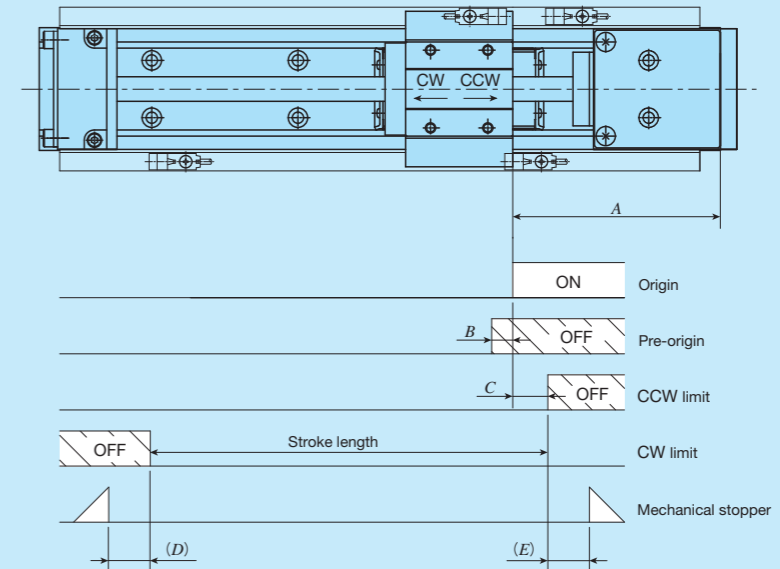 CW CCW
A
ON
Origin
B
OFF
Pre-origin
C
OFF
CCW limit
OFF
Stroke length
CW limit
Mechanical stopper
(D)
(E)